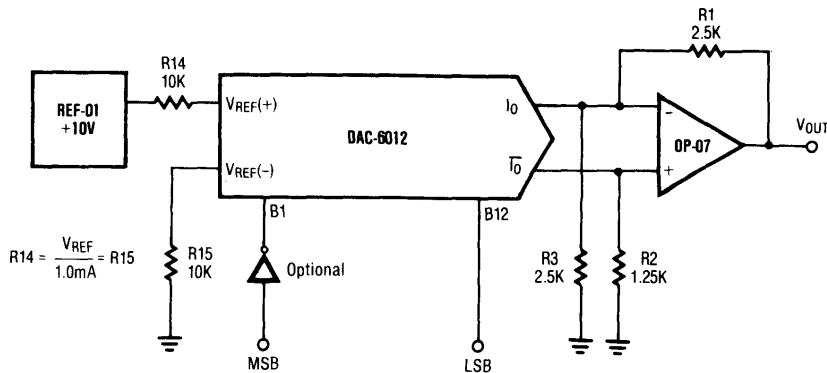 R1
2.5K
R14
10K
REF-01
+10V
VREF(+)
DAC-6012
IO
-
OP-07
VOUT
VREF(-)
IO
+
B1
B12
R14 = VREF / 1.0mA = R15
R15
10K
Optional
R3
2.5K
R2
1.25K
MSB
LSB